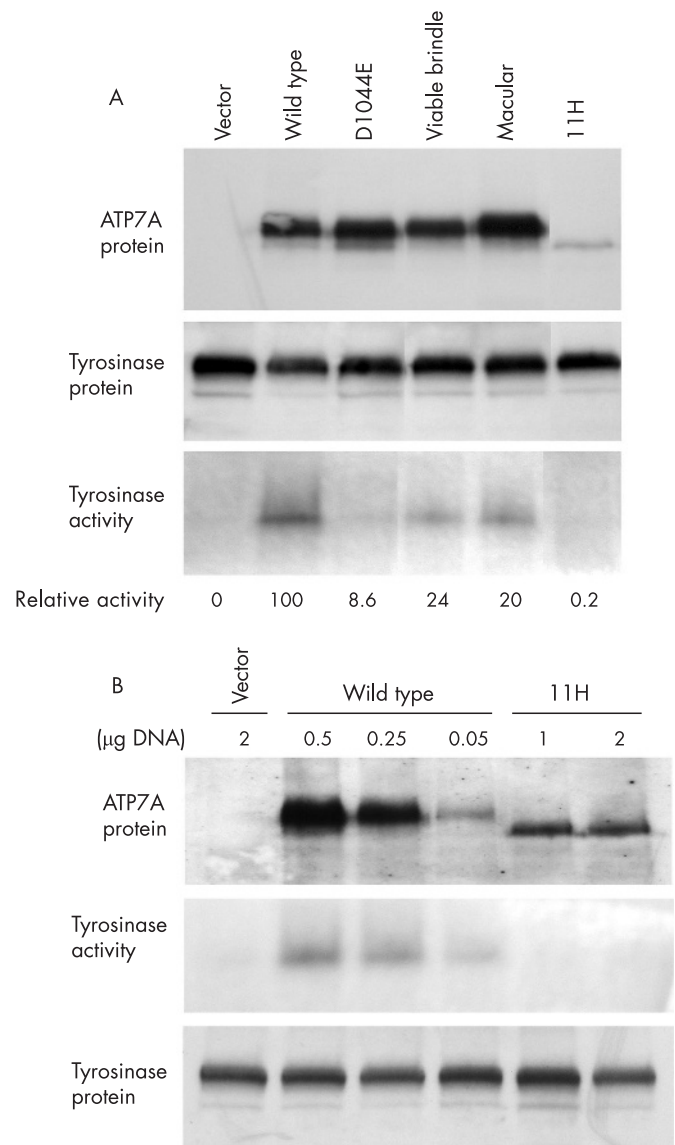 A
Vector
Wild type
D1044E
Viable brindle
Macular
11H
ATP7A
protein
Tyrosinase
protein
Tyrosinase
activity
Relative activity 0 100 8.6 24 20 0.2
B
Vector
Wild type 11H
(μg DNA) 2 0.5 0.25 0.05 1 2
ATP7A
protein
Tyrosinase
activity
Tyrosinase
protein